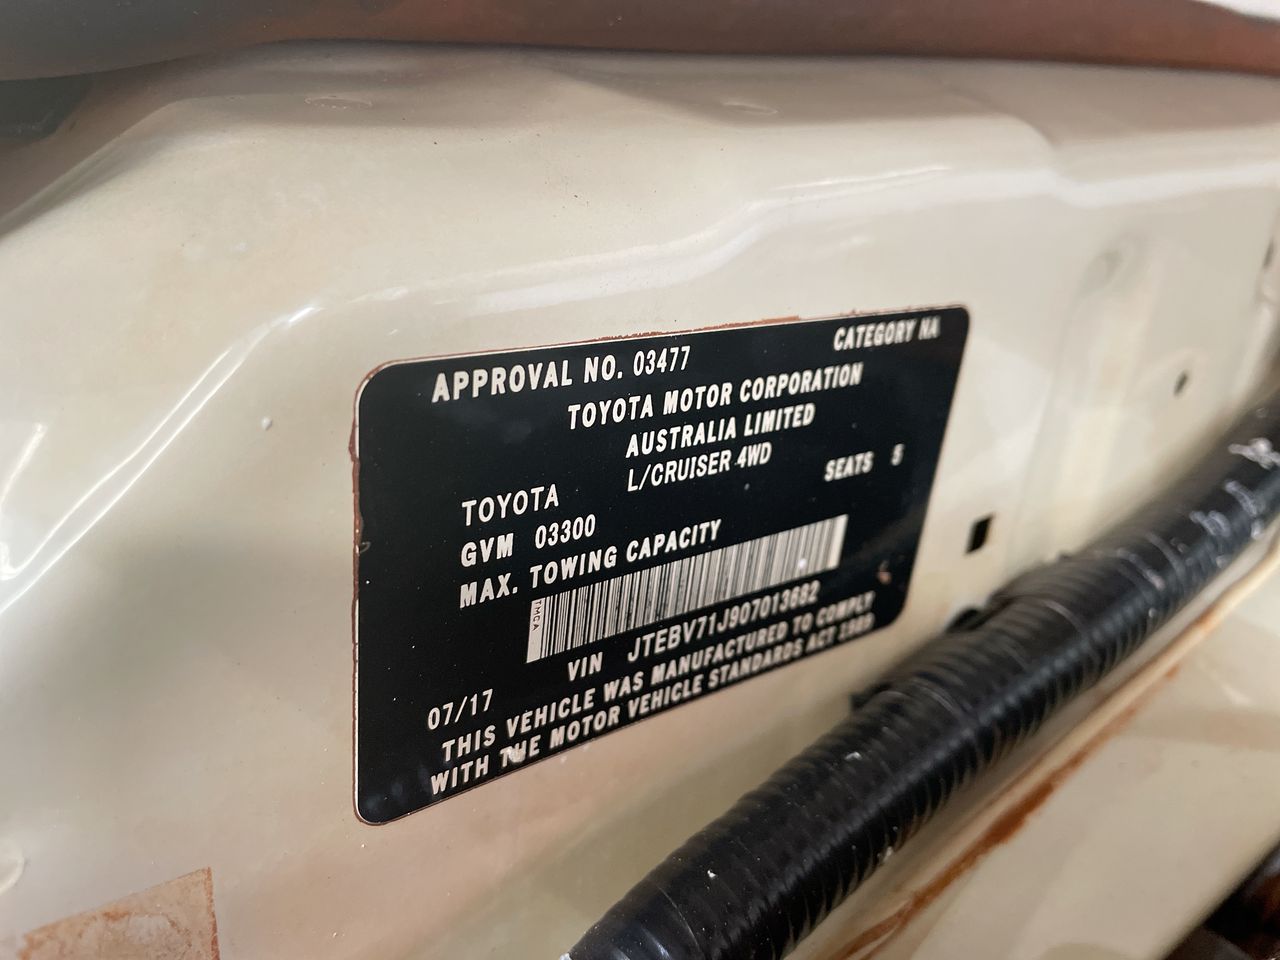 APPROVAL NO. 03477 CATEGORY NA
TOYOTA MOTOR CORPORATION
AUSTRALIA LIMITED
TOYOTA L/CRUISER 4WD
GVM 03300 SEATS 5
MAX. TOWING CAPACITY
TMCA
VIN JTEBV71J907013682
07/17
THIS VEHICLE WAS MANUFACTURED TO COMPLY
WITH THE MOTOR VEHICLE STANDARDS ACT 1989